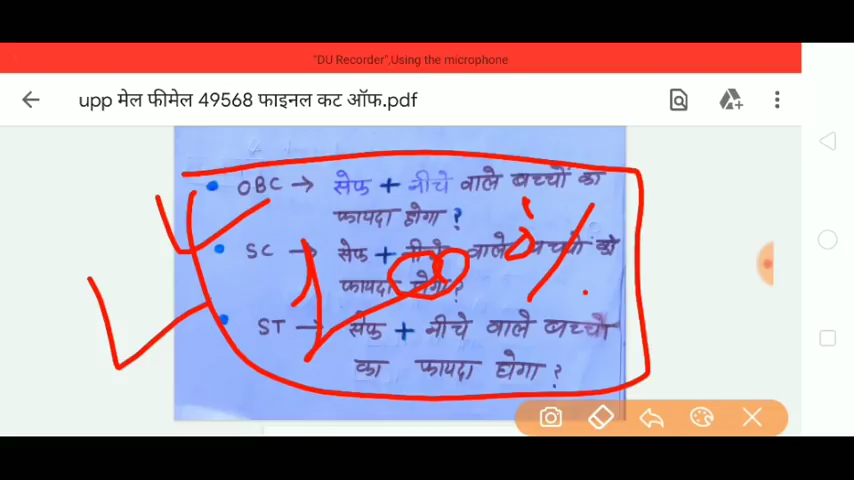 "DU Recorder",Using the microphone
upp मेल फीमेल 49568 फाइनल कट ऑफ.pdf
OBC → सेफ + नीचे वाले बच्चों का
फायदा होगा ?
SC → सेफ + नीचे वाले बच्चो को
फायदा होगा ?
ST → सेफ + नीचे वाले बच्चो
का फायदा होगा ?